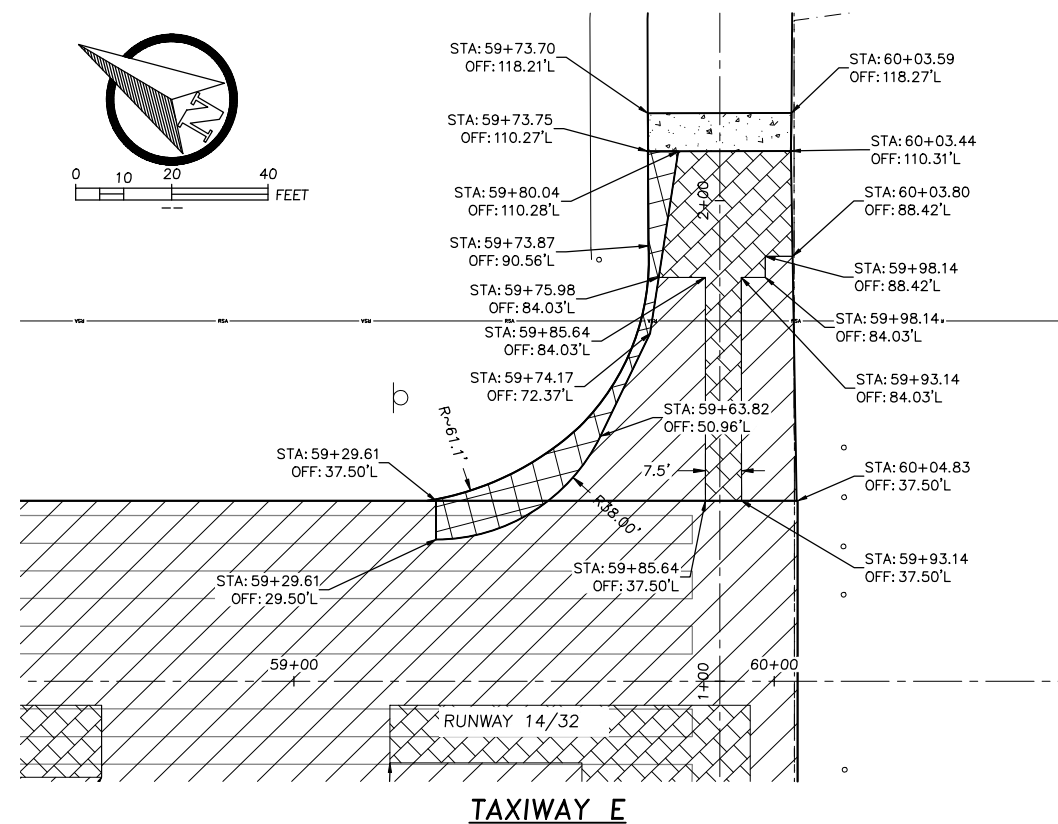 STA: 59+73.70
OFF: 118.21'L
STA: 60+03.59
OFF: 118.27'L
N
0 10 20 40 FEET
STA: 59+73.75
OFF: 110.27'L
STA: 60+03.44
OFF: 110.31'L
STA: 59+80.04
OFF: 110.28'L
2+00
STA: 60+03.80
OFF: 88.42'L
STA: 59+73.87
OFF: 90.56'L
STA: 59+98.14
OFF: 88.42'L
STA: 59+75.98
OFF: 84.03'L
RSA
RSA
RSA
RSA
RSA
RSA
STA: 59+85.64
OFF: 84.03'L
STA: 59+98.14
OFF: 84.03'L
STA: 59+74.17
OFF: 72.37'L
STA: 59+93.14
OFF: 84.03'L
R~61.1'
STA: 59+63.82
OFF: 50.96'L
STA: 59+29.61
OFF: 37.50'L
7.5'
STA: 60+04.83
OFF: 37.50'L
R38.00'
STA: 59+29.61
OFF: 29.50'L
STA: 59+85.64
OFF: 37.50'L
STA: 59+93.14
OFF: 37.50'L
59+00
1+00
60+00
RUNWAY 14/32
TAXIWAY E